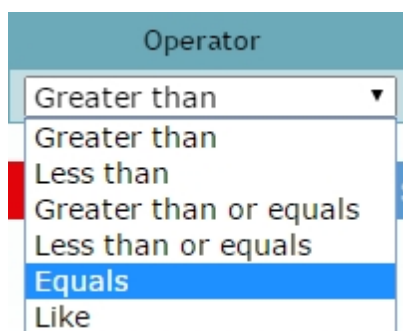 Operator
Greater than
Greater than
Less than
Greater than or equals
Less than or equals
Equals
Like